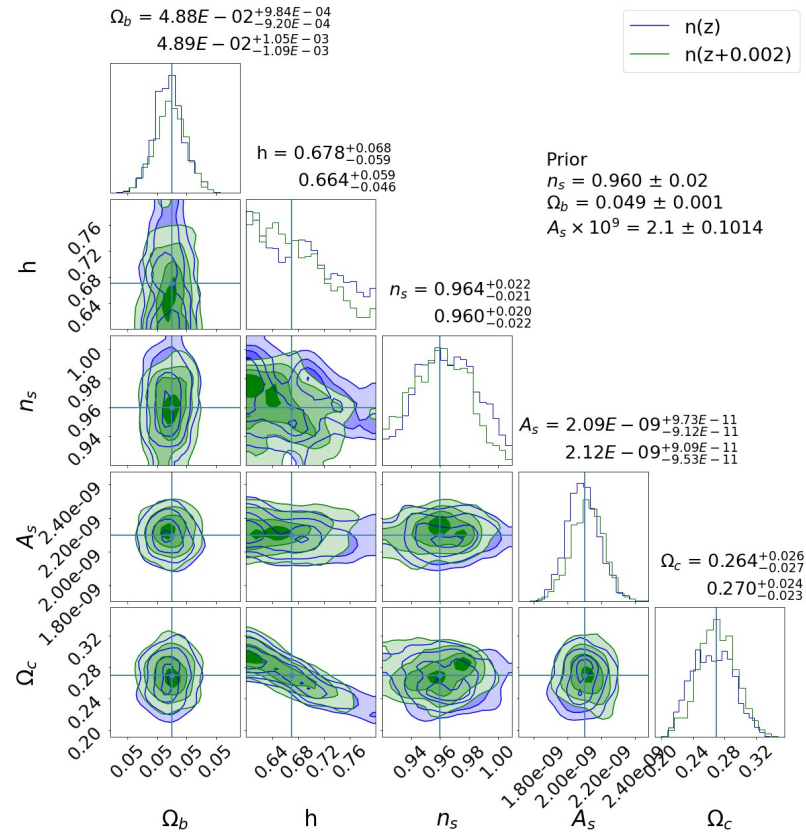 Ω_b = 4.88E − 02^{+9.84E − 04}_{−9.20E − 04}
4.89E − 02^{+1.05E − 03}_{−1.09E − 03}
n(z)
n(z+0.002)
h = 0.678^{+0.068}_{−0.059}
0.664^{+0.059}_{−0.046}
Prior
n_s = 0.960 ± 0.02
Ω_b = 0.049 ± 0.001
A_s × 10^9 = 2.1 ± 0.1014
h
0.76
0.72
0.68
0.64
n_s = 0.964^{+0.022}_{−0.021}
0.960^{+0.020}_{−0.022}
n_s
1.00
0.98
0.96
0.94
A_s = 2.09E − 09^{+9.73E − 11}_{−9.12E − 11}
2.12E − 09^{+9.09E − 11}_{−9.53E − 11}
A_s
2.40e-09
2.20e-09
2.00e-09
1.80e-09
Ω_c = 0.264^{+0.026}_{−0.027}
0.270^{+0.024}_{−0.023}
Ω_c
0.32
0.28
0.24
0.20
0.05 0.05 0.05 0.05
0.64 0.68 0.72 0.76
0.94 0.96 0.98 1.00
1.80e-09 2.00e-09 2.20e-09 2.40e-09
0.20 0.24 0.28 0.32
Ω_b h n_s A_s Ω_c